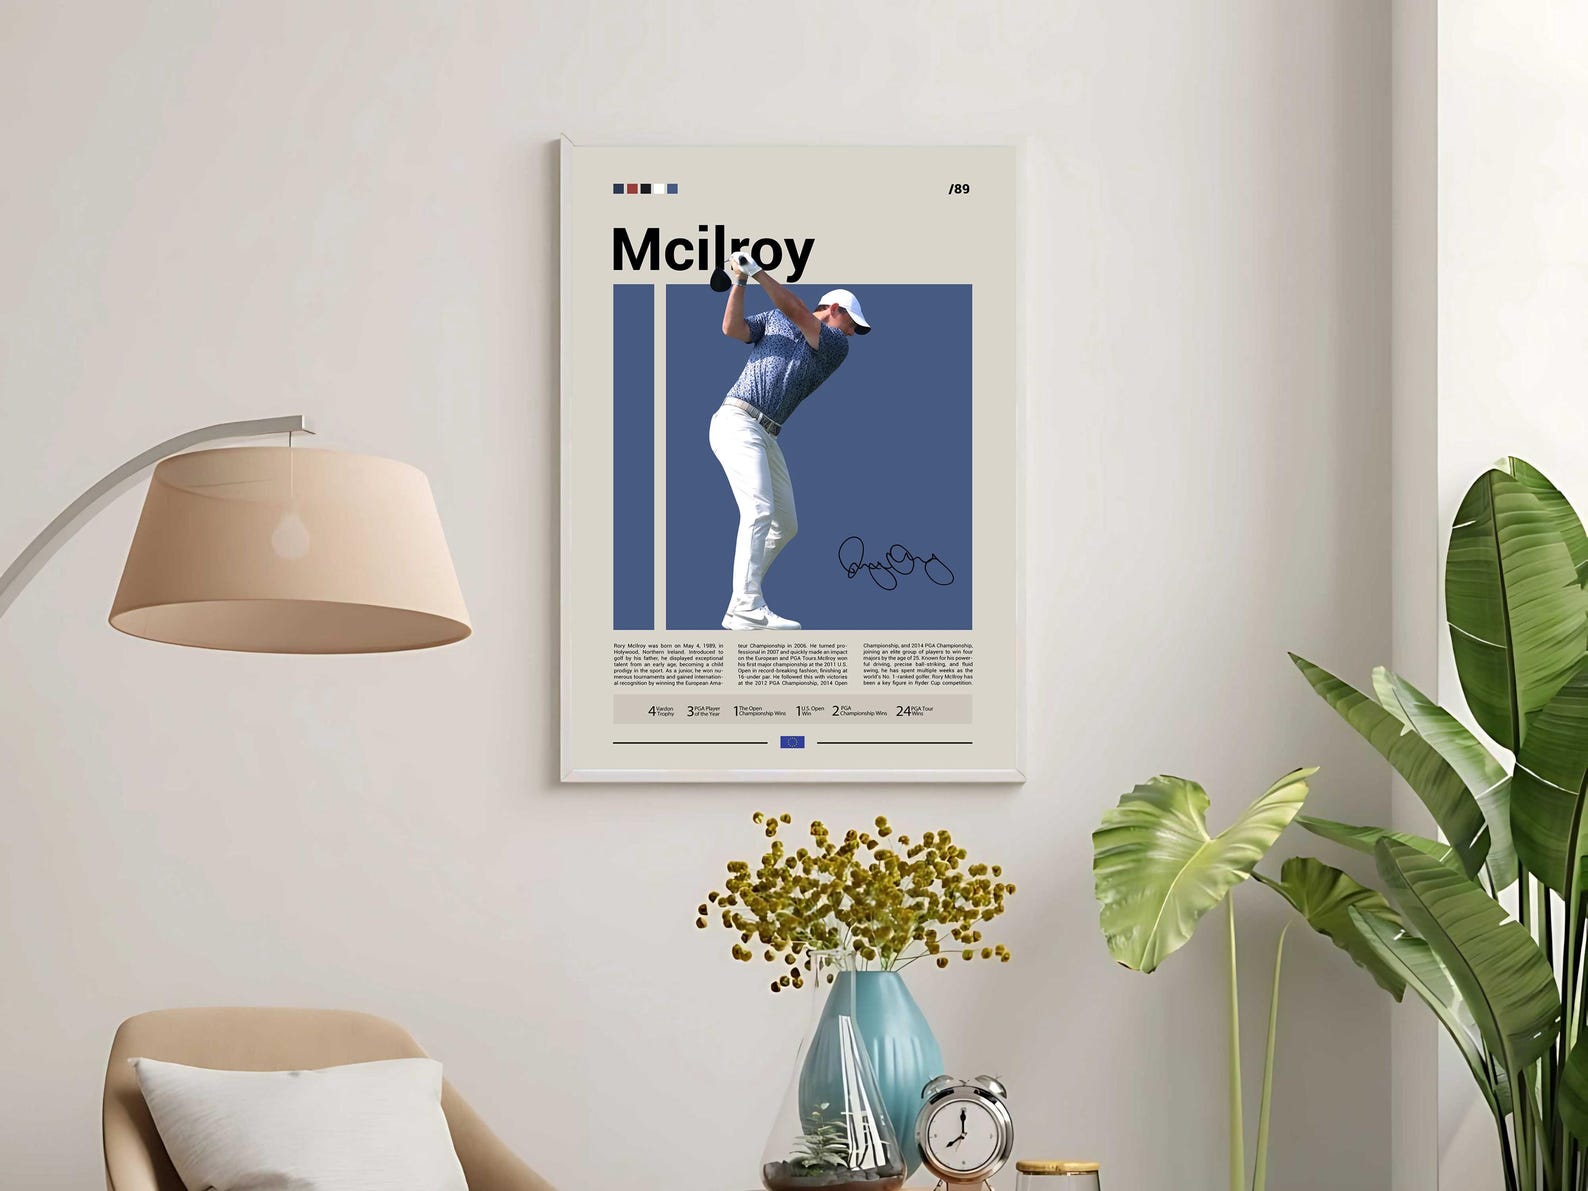 /89
Mcilroy
Rory McIlroy was born on May 4, 1989, in
Holywood, Northern Ireland. Introduced to
golf by his father, he displayed exceptional
talent from an early age, becoming a child
prodigy in the sport. As a junior, he won nu-
merous tournaments and gained internation-
al recognition by winning the European Ama-
teur Championship in 2006. He turned pro-
fessional in 2007 and quickly made an impact
on the European and PGA Tours.McIlroy won
his first major championship at the 2011 U.S.
Open in record-breaking fashion, finishing at
16-under par. He followed this with victories
at the 2012 PGA Championship, 2014 Open
Championship, and 2014 PGA Championship,
joining an elite group of players to win four
majors by the age of 25. Known for his power-
ful driving, precise ball-striking, and fluid
swing, he has spent multiple weeks as the
world's No. 1-ranked golfer. Rory McIlroy has
been a key figure in Ryder Cup competition.
4 Vardon Trophy
3 PGA Player of the Year
1 The Open Championship Wins
1 U.S. Open Win
2 PGA Championship Wins
24 PGA Tour Wins